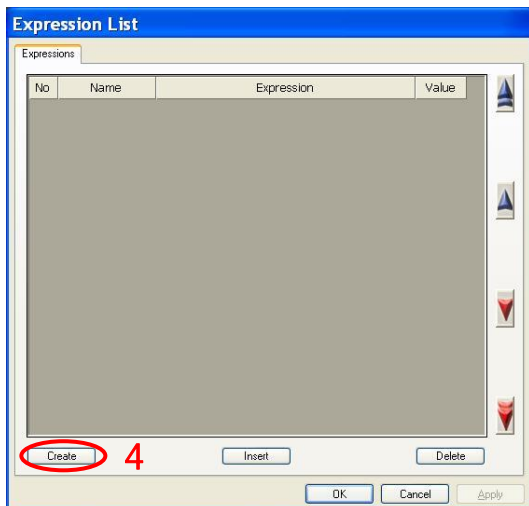 Expression List
Expressions
No Name Expression Value
Create 4 Insert Delete
OK Cancel Apply